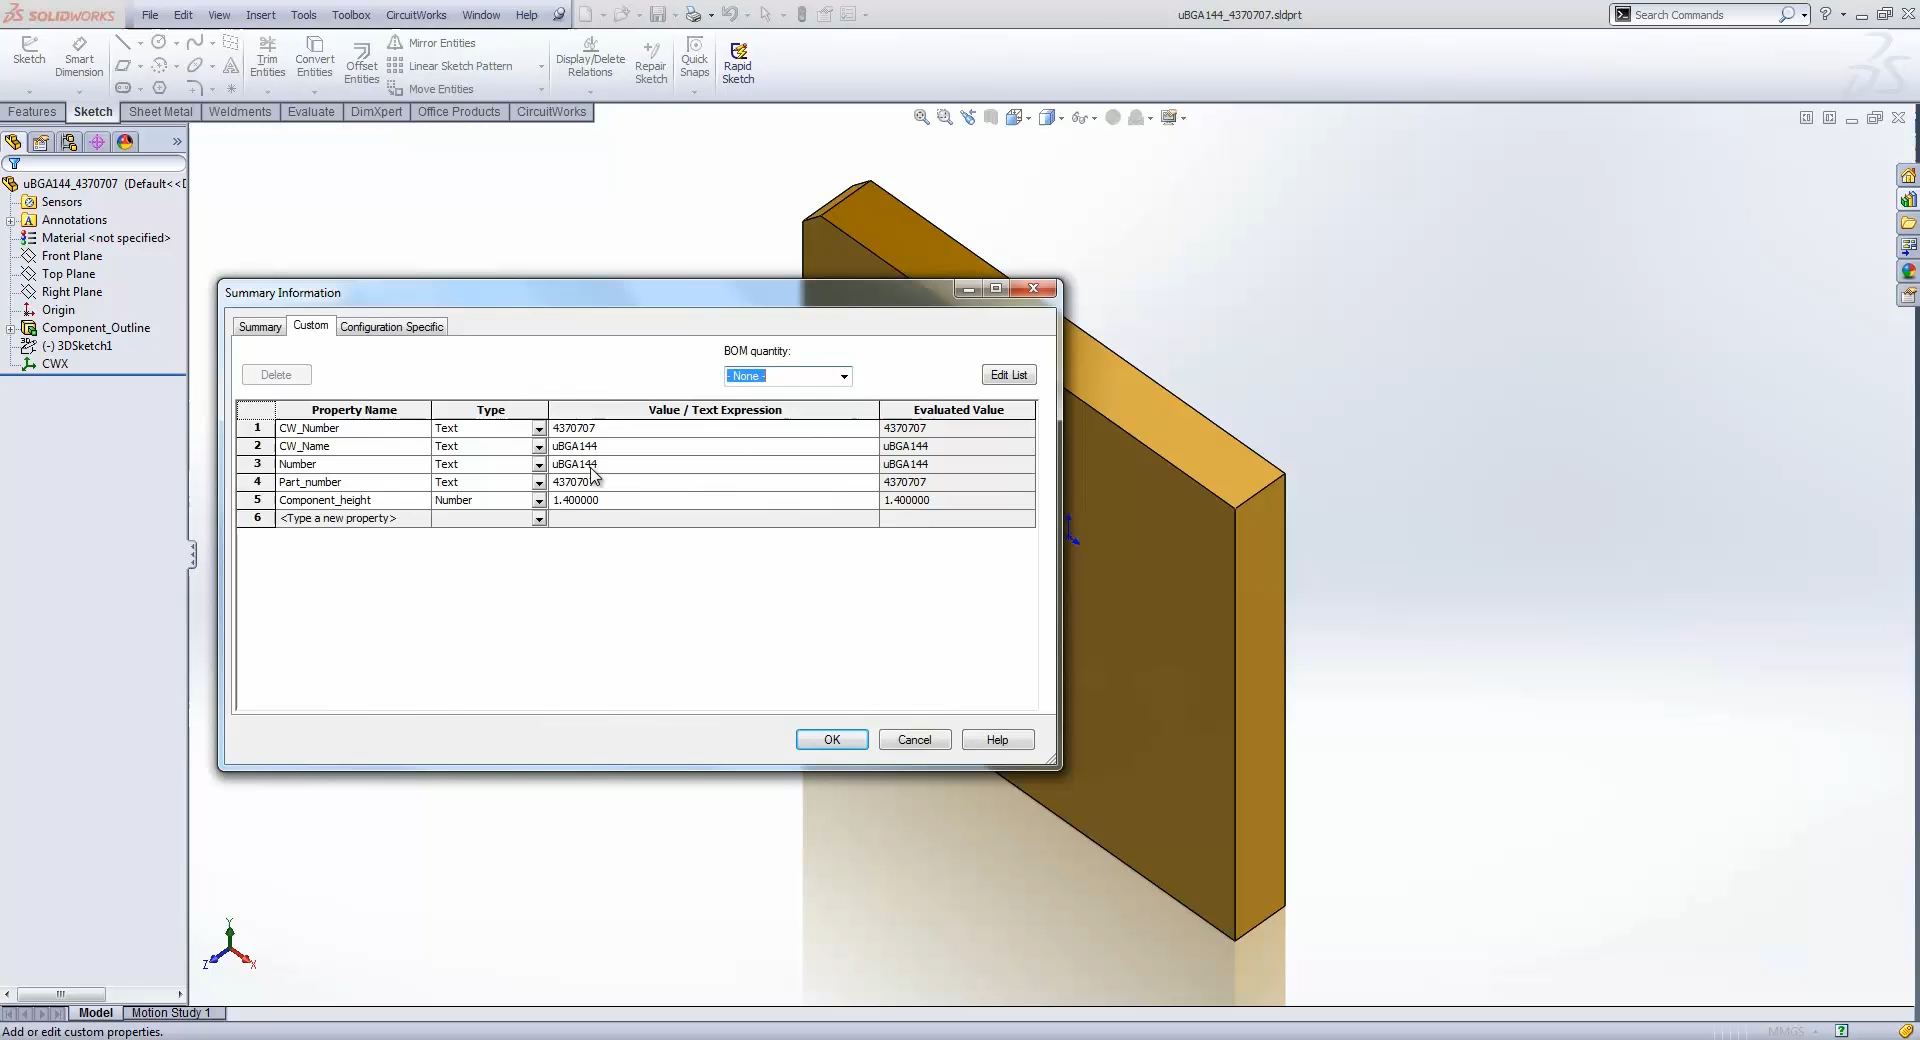 SOLIDWORKS File Edit View Insert Tools Toolbox CircuitWorks Window Help uBGA144_4370707.sldprt Search Commands
Sketch
Smart Dimension
Trim Entities
Convert Entities
Offset Entities
Mirror Entities
Linear Sketch Pattern
Move Entities
Display/Delete Relations
Repair Sketch
Quick Snaps
Rapid Sketch
Features Sketch Sheet Metal Weldments Evaluate DimXpert Office Products CircuitWorks
uBGA144_4370707 (Default<<D
Sensors
Annotations
Material <not specified>
Front Plane
Top Plane
Right Plane
Origin
Component_Outline
(-) 3DSketch1
CWX
Summary Information
Summary Custom Configuration Specific
BOM quantity:
Delete - None - Edit List
Property Name Type Value / Text Expression Evaluated Value
1 CW_Number Text 4370707 4370707
2 CW_Name Text uBGA144 uBGA144
3 Number Text uBGA144 uBGA144
4 Part_number Text 437070 4370707
5 Component_height Number 1.400000 1.400000
6 <Type a new property>
OK Cancel Help
Y
Z X
Model Motion Study 1
Add or edit custom properties. MMGS